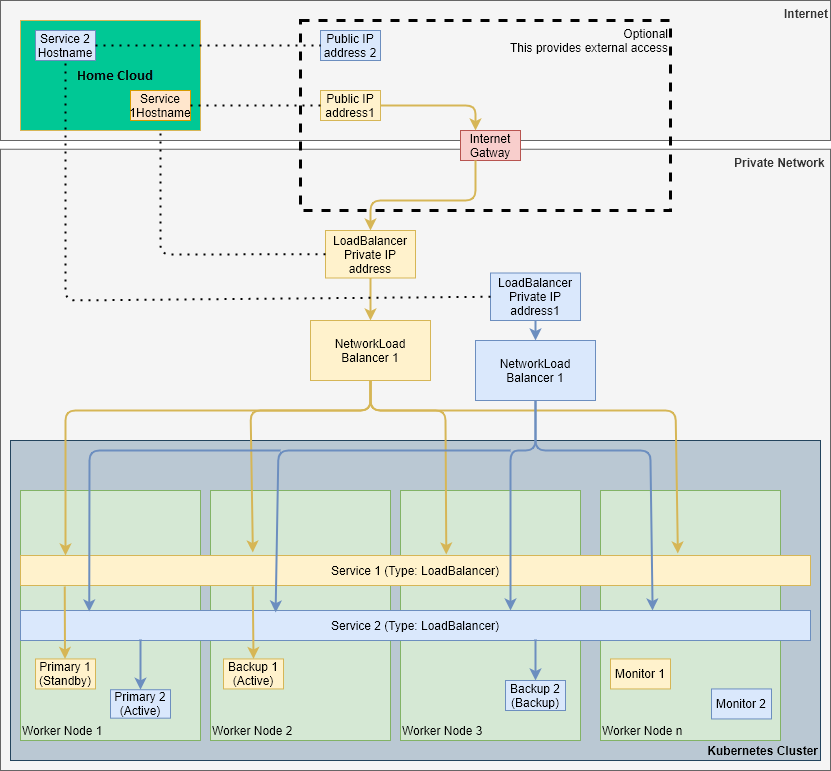 Internet
Service 2
Hostname
Home Cloud
Service
1Hostname
Public IP
address 2
Public IP
address1
Optional
This provides external access
Internet
Gatway
Private Network
LoadBalancer
Private IP
address
LoadBalancer
Private IP
address1
NetworkLoad
Balancer 1
NetworkLoad
Balancer 1
Service 1 (Type: LoadBalancer)
Service 2 (Type: LoadBalancer)
Primary 1
(Standby)
Primary 2
(Active)
Worker Node 1
Backup 1
(Active)
Worker Node 2
Backup 2
(Backup)
Worker Node 3
Monitor 1
Monitor 2
Worker Node n
Kubernetes Cluster